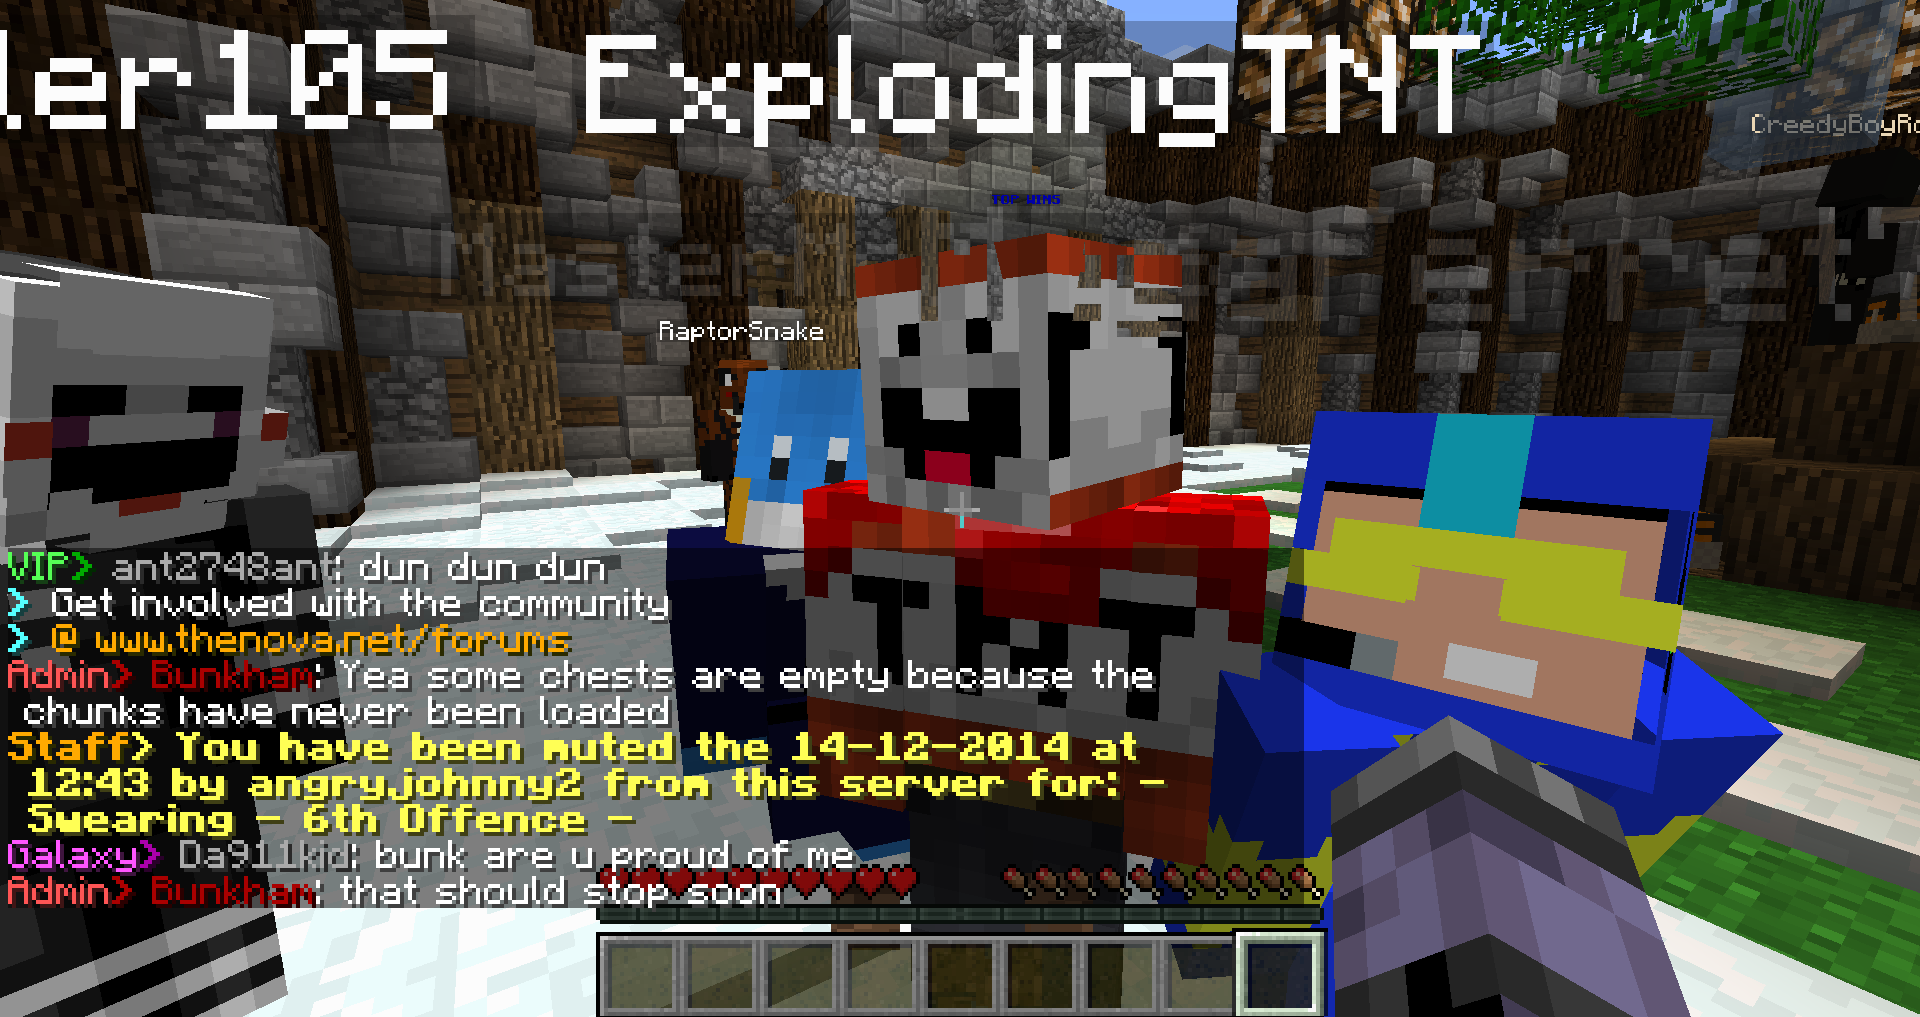 ler105 ExplodingTNT
CreedyBoyRo
TOP WINS
Master
RaptorSnake
VIP> ant2748ant: dun dun dun
> Get involved with the community
> @ www.thenova.net/forums
Admin> Bunkham: Yea some chests are empty because the
chunks have never been loaded
Staff> You have been muted the 14-12-2014 at
12:43 by angryjohnny2 from this server for: -
Swearing - 6th Offence -
Galaxy> Da911kid: bunk are u proud of me
Admin> Bunkham: that should stop soon